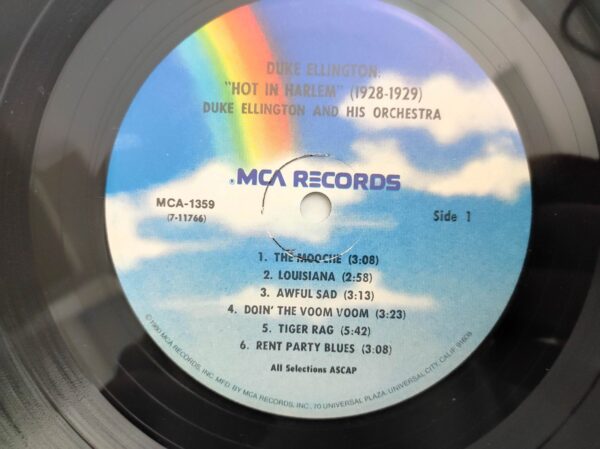 DUKE ELLINGTON:
"HOT IN HARLEM" (1928-1929)
DUKE ELLINGTON AND HIS ORCHESTRA
®MCA RECORDS
MCA-1359
(7-11766)
Side 1
1. THE MOOCHE (3:08)
2. LOUISIANA (2:58)
3. AWFUL SAD (3:13)
4. DOIN' THE VOOM VOOM (3:23)
5. TIGER RAG (5:42)
6. RENT PARTY BLUES (3:08)
All Selections ASCAP
©1980 MCA RECORDS, INC. MFD. BY MCA RECORDS, INC., 70 UNIVERSAL PLAZA, UNIVERSAL CITY, CALIF. 91608